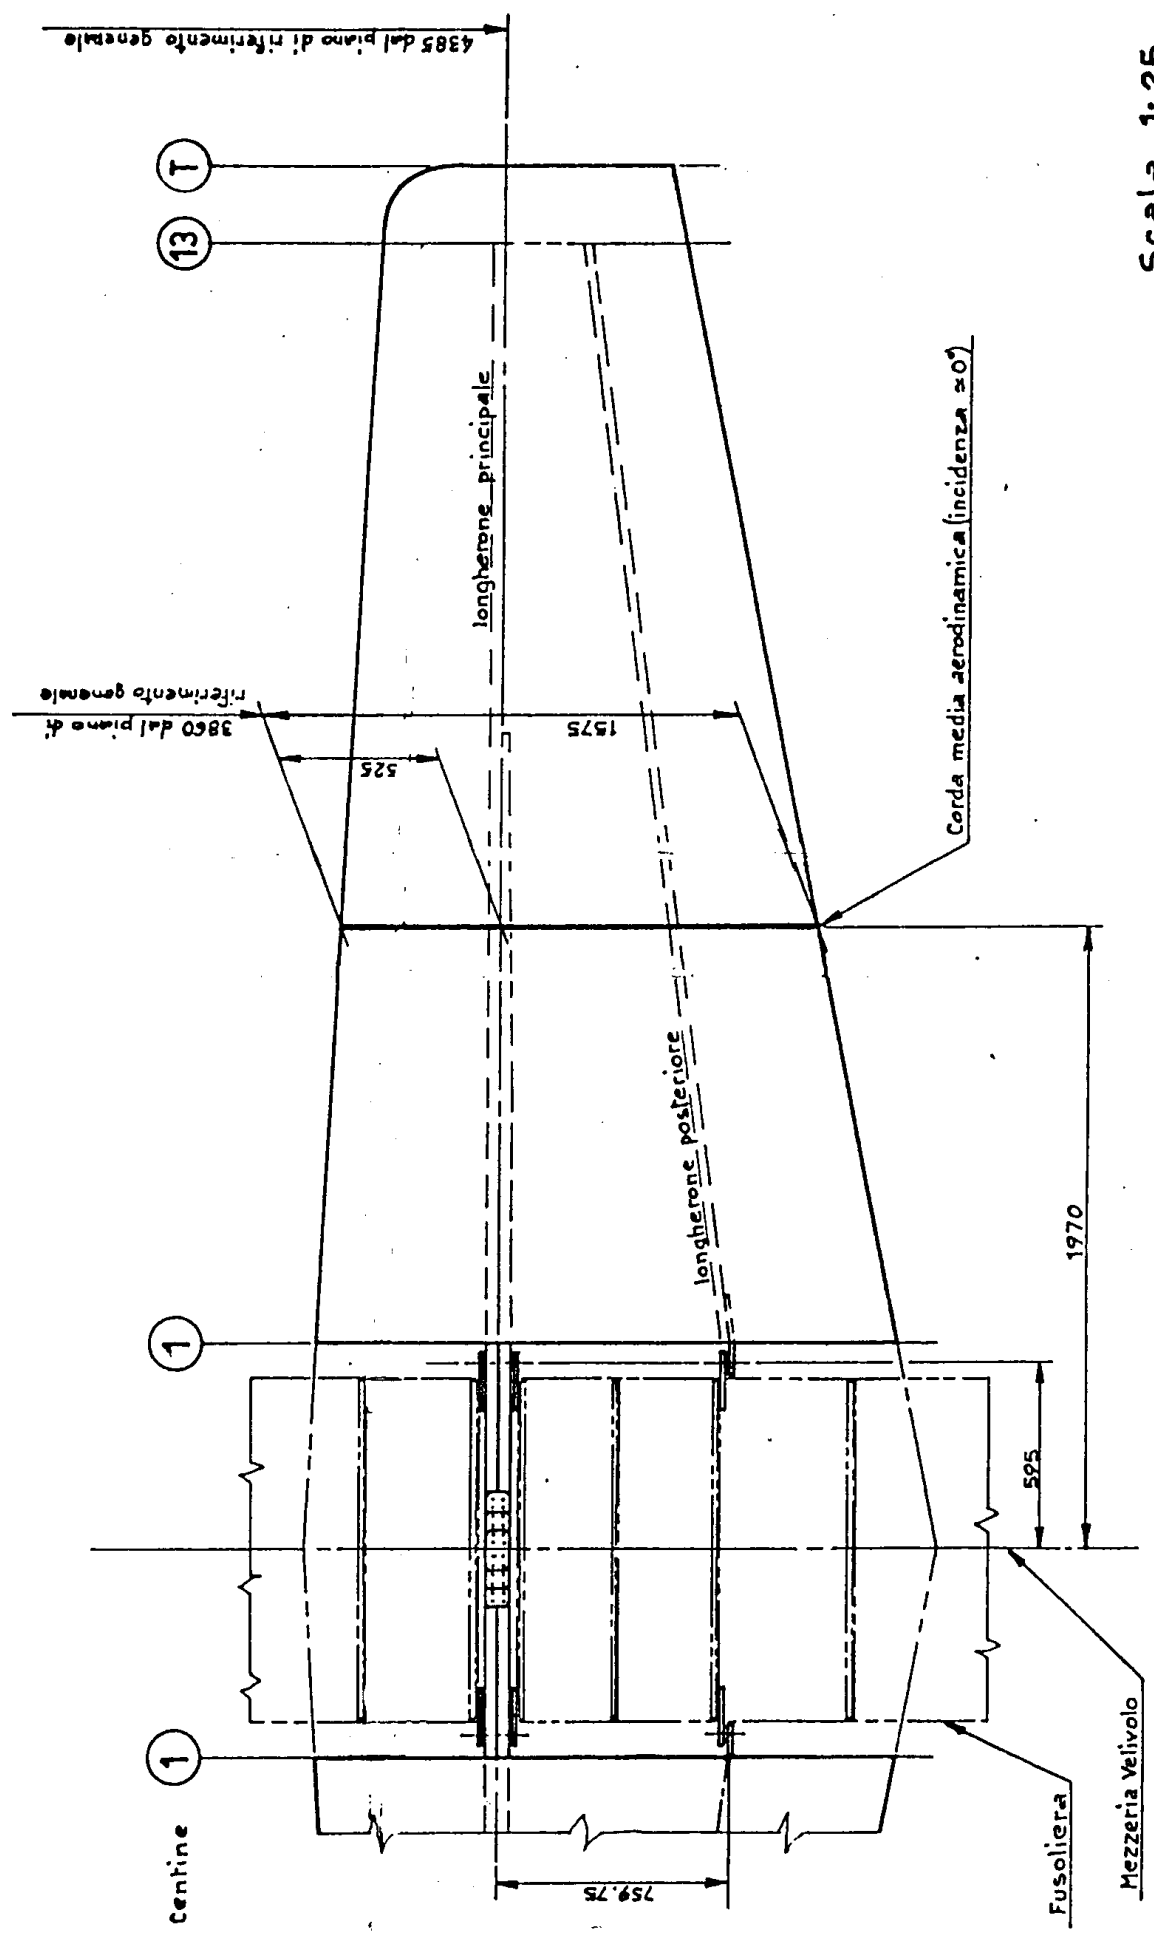 4385 dal piano di riferimento generale
T
13
longherone principale
3860 dal piano di
riferimento generale
1575
525
Corda media aerodinamica (incidenza ≈0°)
longherone posteriore
1970
1
595
1
Centine
759.75
Fusoliera
Mezzeria Velivolo
Scala 1:25